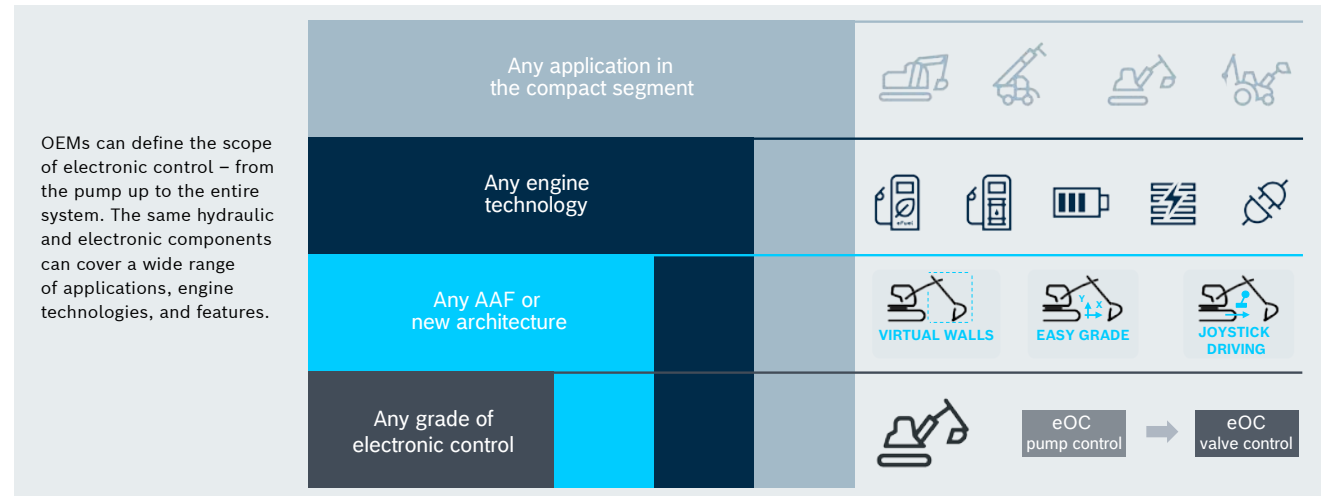 OEMs can define the scope
of electronic control – from
the pump up to the entire
system. The same hydraulic
and electronic components
can cover a wide range
of applications, engine
technologies, and features.
Any application in
the compact segment
Any engine
technology
eFuel
Any AAF or
new architecture
VIRTUAL WALLS
Y
X
EASY GRADE
JOYSTICK
DRIVING
Any grade of
electronic control
eOC
pump control
eOC
valve control